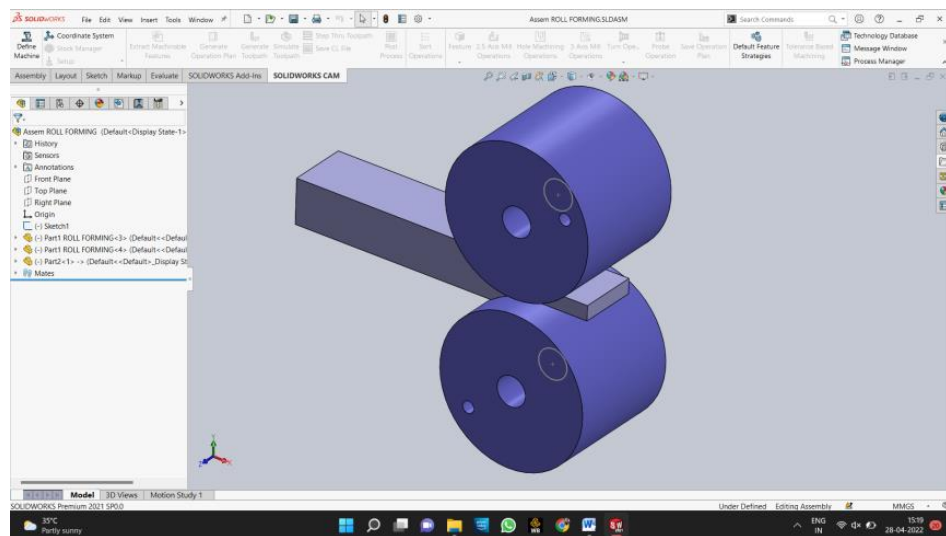 SOLIDWORKS File Edit View Insert Tools Window Assem ROLL FORMING.SLDASM Search Commands
Define Machine
Coordinate System
Stock Manager
Setup
Extract Machinable Features
Generate Operation Plan
Generate Toolpath
Simulate Toolpath
Step Thru Toolpath
Save CL File
Post Process
Sort Operations
Feature
2.5 Axis Mill Operations
Hole Machining Operations
3 Axis Mill Operations
Turn Ope...
Probe Operation
Save Operation Plan
Default Feature Strategies
Tolerance Based Machining
Technology Database
Message Window
Process Manager
Assembly Layout Sketch Markup Evaluate SOLIDWORKS Add-Ins SOLIDWORKS CAM
Assem ROLL FORMING (Default<Display State-1>
History
Sensors
Annotations
Front Plane
Top Plane
Right Plane
Origin
(-) Sketch1
(-) Part1 ROLL FORMING<3> (Default<<Defaul
(-) Part1 ROLL FORMING<4> (Default<<Defaul
(-) Part2<1> -> (Default<<Default>_Display St
Mates
Model 3D Views Motion Study 1
SOLIDWORKS Premium 2021 SP0.0 Under Defined Editing Assembly MMGS
35°C
Partly sunny
ENG
IN
15:19
28-04-2022